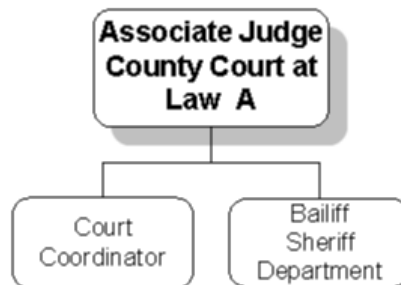 Associate Judge
County Court at
Law A
Court
Coordinator
Bailiff
Sheriff
Department